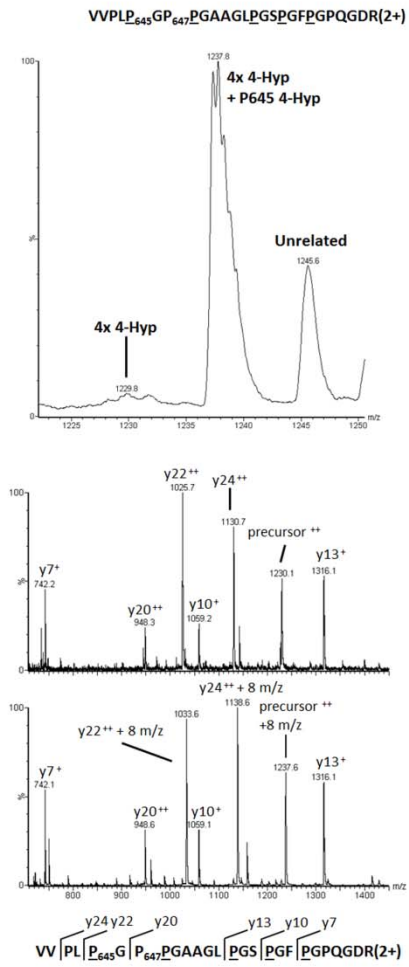 VVPLP₆₄₅GPP₆₄₇PGAAGLPGSPGFPGPQGDR(2+)
100
1237.8
4x 4-Hyp
+ P645 4-Hyp
Unrelated
1245.6
%
4x 4-Hyp
1229.8
0
1225 1230 1235 1240 1245 1250
m/z
100
y22⁺⁺
1025.7
y24⁺⁺
1130.7
precursor ⁺⁺
1230.1
y13⁺
1316.1
y7⁺
742.2
%
y20⁺⁺
948.3
y10⁺
1059.2
0
y24⁺⁺ + 8 m/z
100
1138.6
y22⁺⁺ + 8 m/z
1033.6
precursor ⁺⁺
+8 m/z
1237.6
y13⁺
1316.1
y7⁺
742.1
%
y20⁺⁺
948.6
y10⁺
1059.1
0
800 900 1000 1100 1200 1300 1400
m/z
y24 y22 y20 y13 y10 y7
VV PL P₆₄₅G P₆₄₇PGAAGL PGS PGF PGPQGDR(2+)